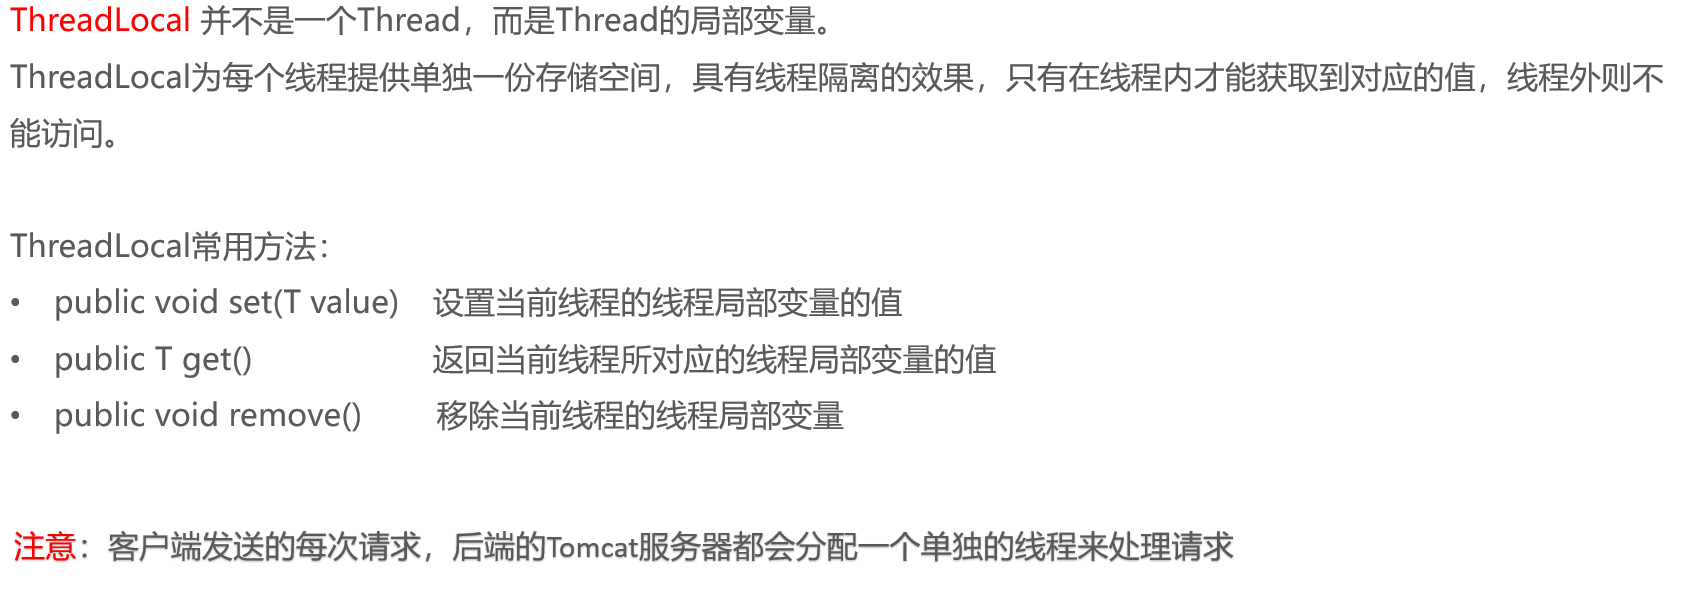 ThreadLocal 并不是一个Thread，而是Thread的局部变量。
ThreadLocal为每个线程提供单独一份存储空间，具有线程隔离的效果，只有在线程内才能获取到对应的值，线程外则不
能访问。
ThreadLocal常用方法：
• public void set(T value) 设置当前线程的线程局部变量的值
• public T get() 返回当前线程所对应的线程局部变量的值
• public void remove() 移除当前线程的线程局部变量
注意：客户端发送的每次请求，后端的Tomcat服务器都会分配一个单独的线程来处理请求